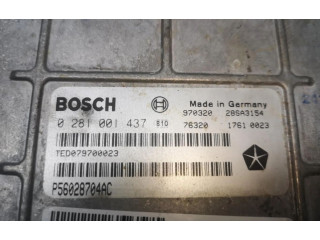 BOSCH
Made in Germany
0 281 001 437 810
970320 28SA3154
76320 1761 0023
TED079700023
P56028704AC